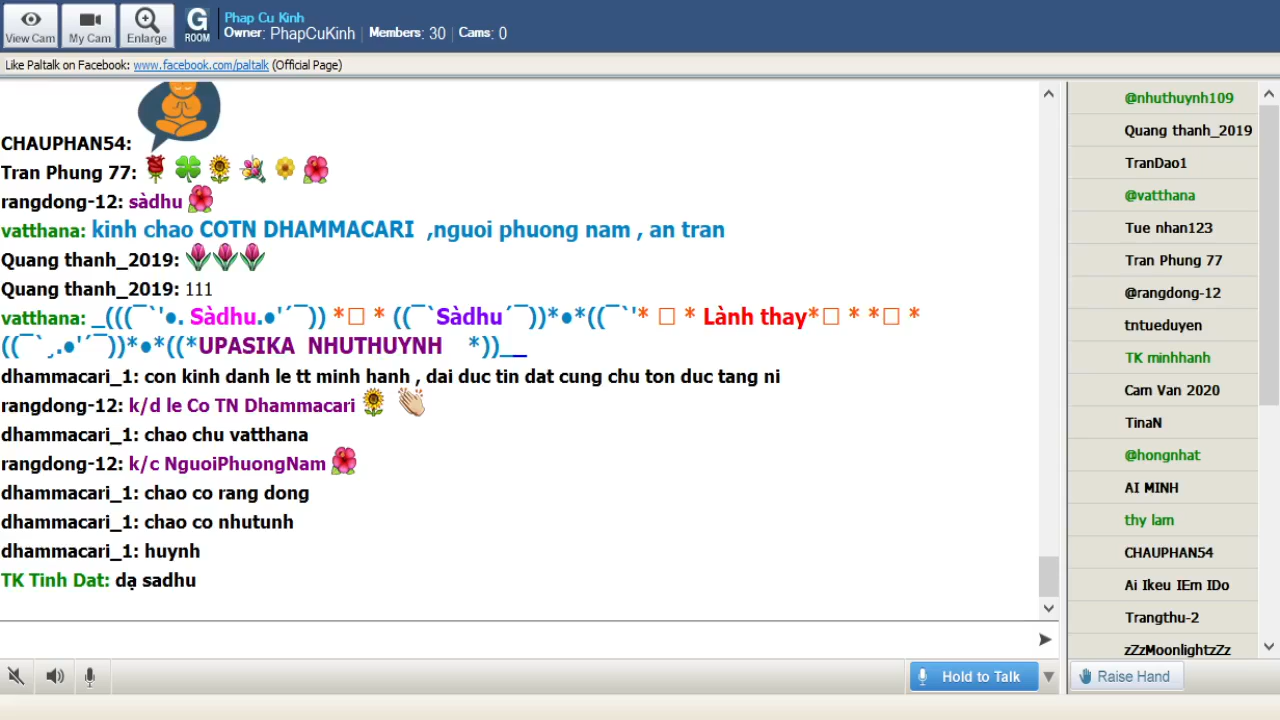 View Cam
My Cam
Enlarge
G
ROOM
Phap Cu Kinh
Owner: PhapCuKinh | Members: 30 | Cams: 0
Like Paltalk on Facebook: www.facebook.com/paltalk (Official Page)
CHAUPHAN54:
Tran Phung 77:
rangdong-12: sàdhu
vatthana: kinh chao COTN DHAMMACARI ,nguoi phuong nam , an tran
Quang thanh_2019:
Quang thanh_2019: 111
vatthana: _(((¯`'●. Sàdhu.●'´¯)) *□ * ((¯`Sàdhu´¯))*●*((¯`'* □ * Lành thay*□ * *□ *
((¯`¸.●'´¯))*●*((*UPASIKA NHUTHUYNH *))__
dhammacari_1: con kinh danh le tt minh hanh , dai duc tin dat cung chu ton duc tang ni
rangdong-12: k/d le Co TN Dhammacari
dhammacari_1: chao chu vatthana
rangdong-12: k/c NguoiPhuongNam
dhammacari_1: chao co rang dong
dhammacari_1: chao co nhutunh
dhammacari_1: huynh
TK Tinh Dat: dạ sadhu
Hold to Talk
@nhuthuynh109
Quang thanh_2019
TranDao1
@vatthana
Tue nhan123
Tran Phung 77
@rangdong-12
tntueduyen
TK minhhanh
Cam Van 2020
TinaN
@hongnhat
AI MINH
thy lam
CHAUPHAN54
Ai Ikeu IEm IDo
Trangthu-2
zZzMoonlightzZz
Raise Hand